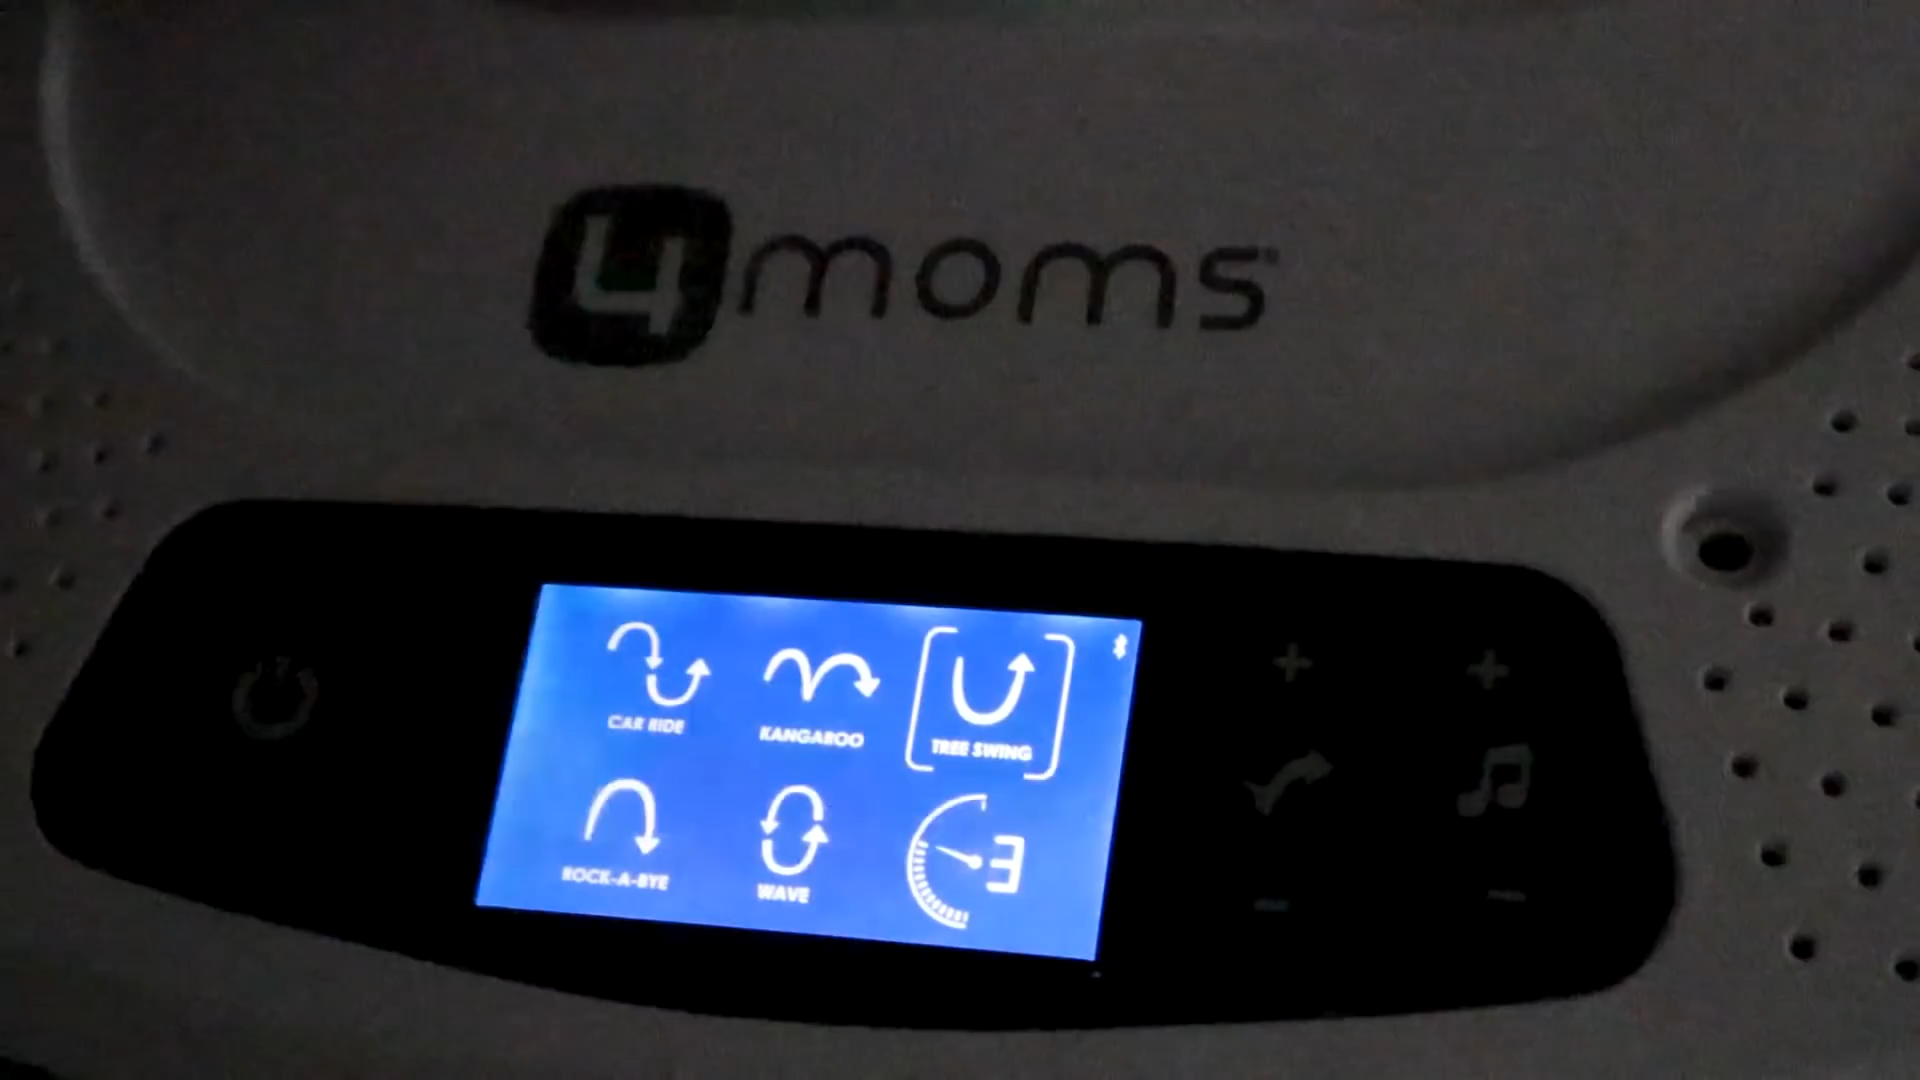 4moms
CAR RIDE
KANGAROO
TREE SWING
ROCK-A-BYE
WAVE
3
+
+
-
-